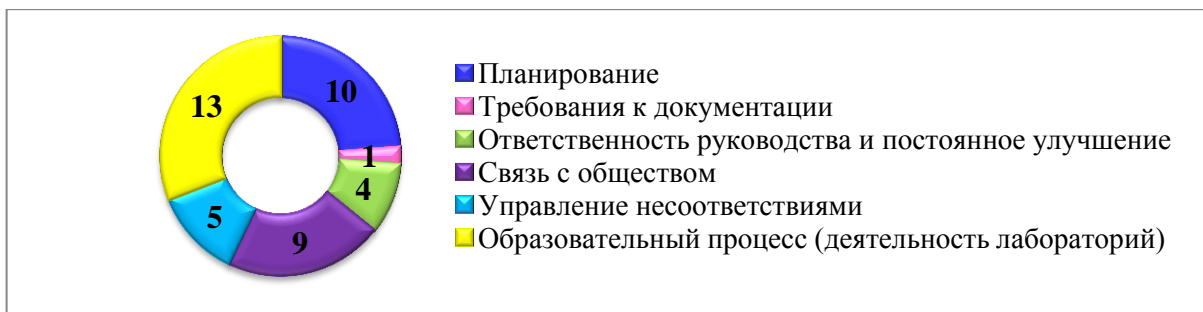 10
1
4
9
5
13
Планирование
Требования к документации
Ответственность руководства и постоянное улучшение
Связь с обществом
Управление несоответствиями
Образовательный процесс (деятельность лабораторий)